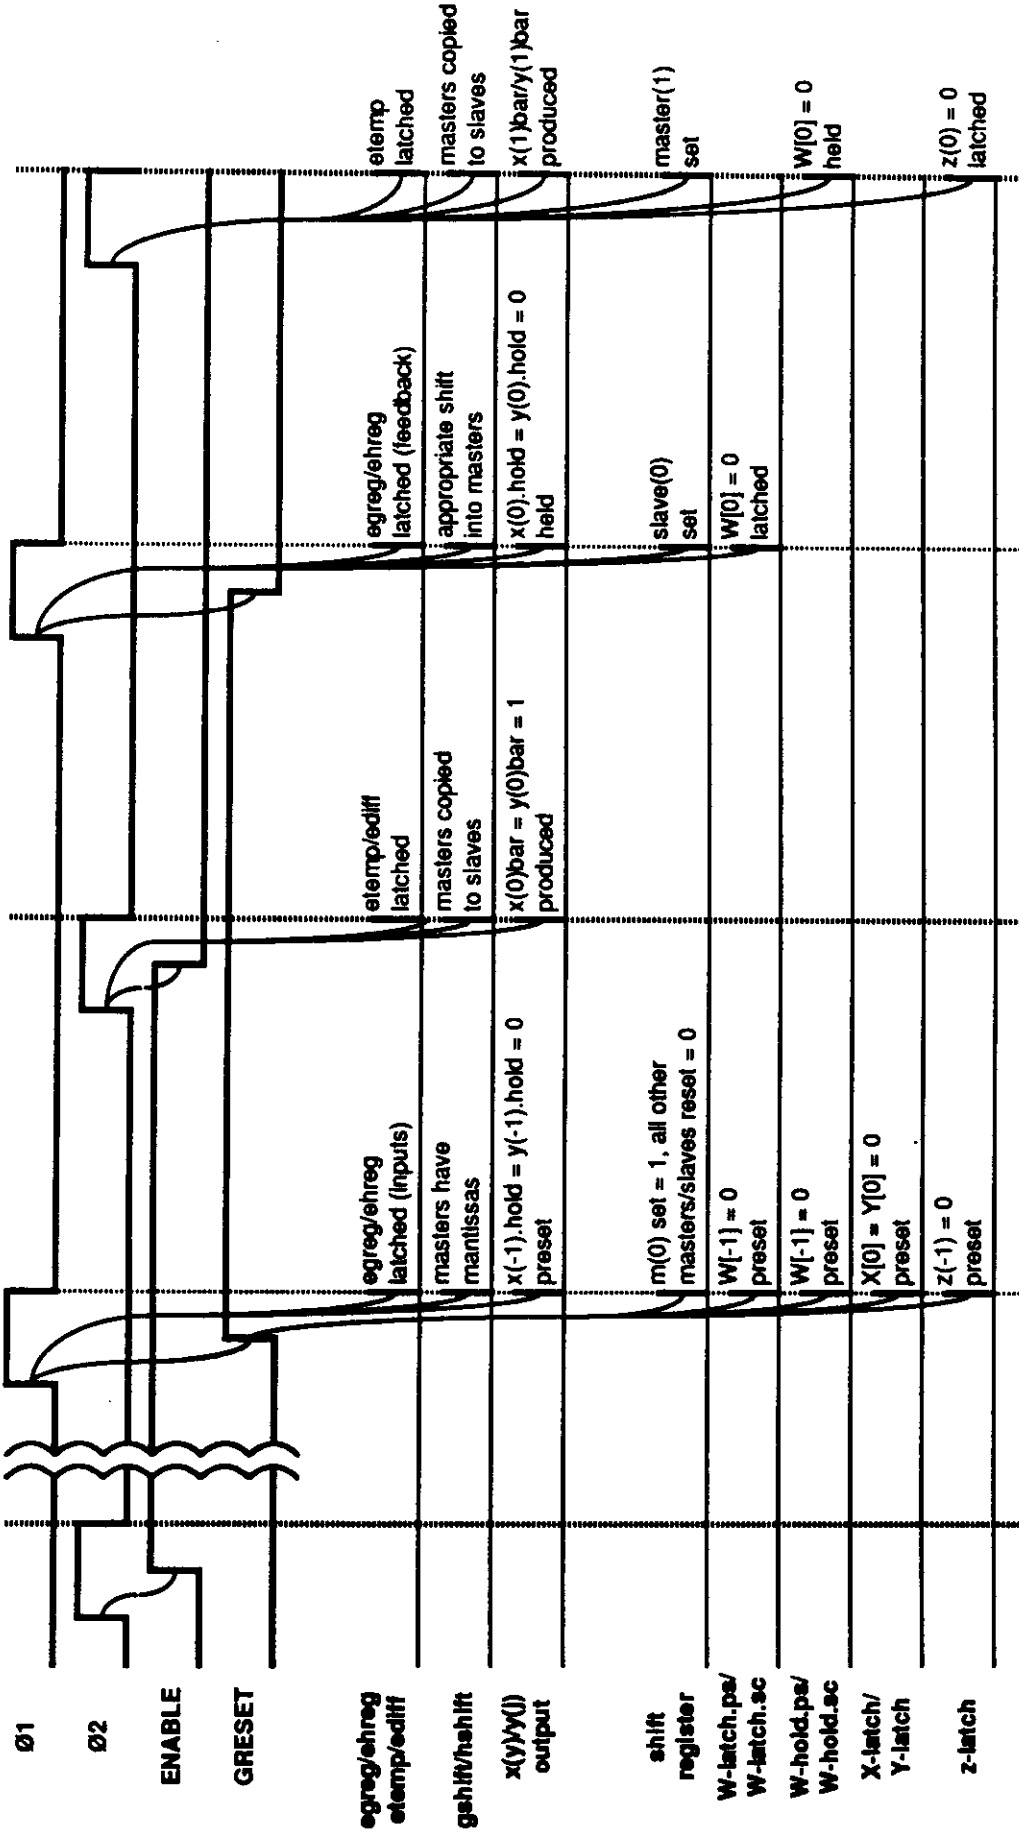 Ø1
Ø2
ENABLE
GRESET
egreg/ehreg
etemp/ediff
egreg/ehreg
latched (inputs)
etemp/ediff
latched
egreg/ehreg
latched (feedback)
etemp
latched
gshift/hshift
masters have
mantissas
masters copied
to slaves
appropriate shift
into masters
masters copied
to slaves
x(y)/y(j)
output
x(-1).hold = y(-1).hold = 0
preset
x(0)bar = y(0)bar = 1
produced
x(0).hold = y(0).hold = 0
held
x(1)bar/y(1)bar
produced
shift
register
m(0) set = 1, all other
masters/slaves reset = 0
slave(0)
set
master(1)
set
W-latch.ps/
W-latch.sc
W[-1] = 0
preset
W[0] = 0
latched
W-hold.ps/
W-hold.sc
W[-1] = 0
preset
W[0] = 0
held
X-latch/
Y-latch
X[0] = Y[0] = 0
preset
z-latch
z(-1) = 0
preset
z(0) = 0
latched